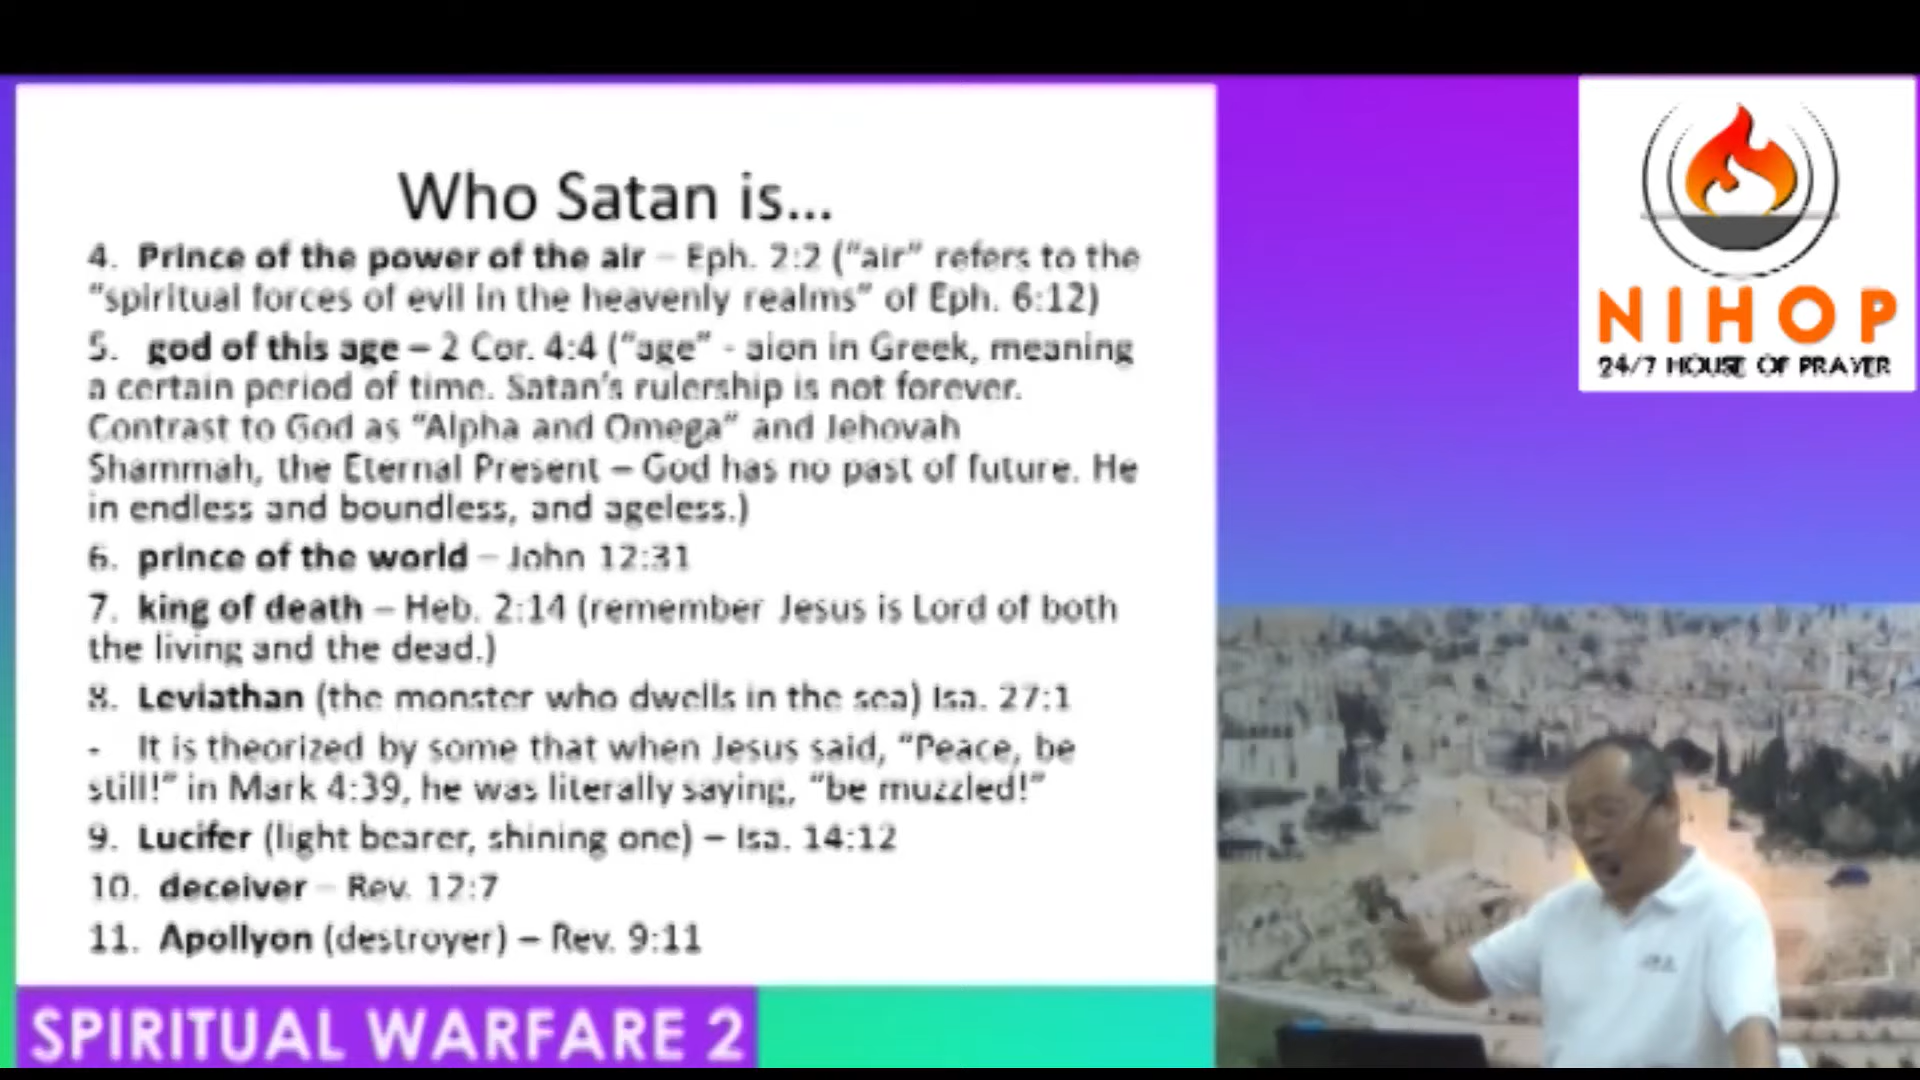 Who Satan is...
4. Prince of the power of the air – Eph. 2:2 ("air" refers to the
"spiritual forces of evil in the heavenly realms" of Eph. 6:12)
5. god of this age – 2 Cor. 4:4 ("age" - aion in Greek, meaning
a certain period of time. Satan's rulership is not forever.
Contrast to God as "Alpha and Omega" and Jehovah
Shammah, the Eternal Present – God has no past of future. He
in endless and boundless, and ageless.)
6. prince of the world – John 12:31
7. king of death – Heb. 2:14 (remember Jesus is Lord of both
the living and the dead.)
8. Leviathan (the monster who dwells in the sea) Isa. 27:1
- It is theorized by some that when Jesus said, "Peace, be
still!" in Mark 4:39, he was literally saying, "be muzzled!"
9. Lucifer (light bearer, shining one) – Isa. 14:12
10. deceiver – Rev. 12:7
11. Apollyon (destroyer) – Rev. 9:11
SPIRITUAL WARFARE 2
NIHOP
24/7 HOUSE OF PRAYER